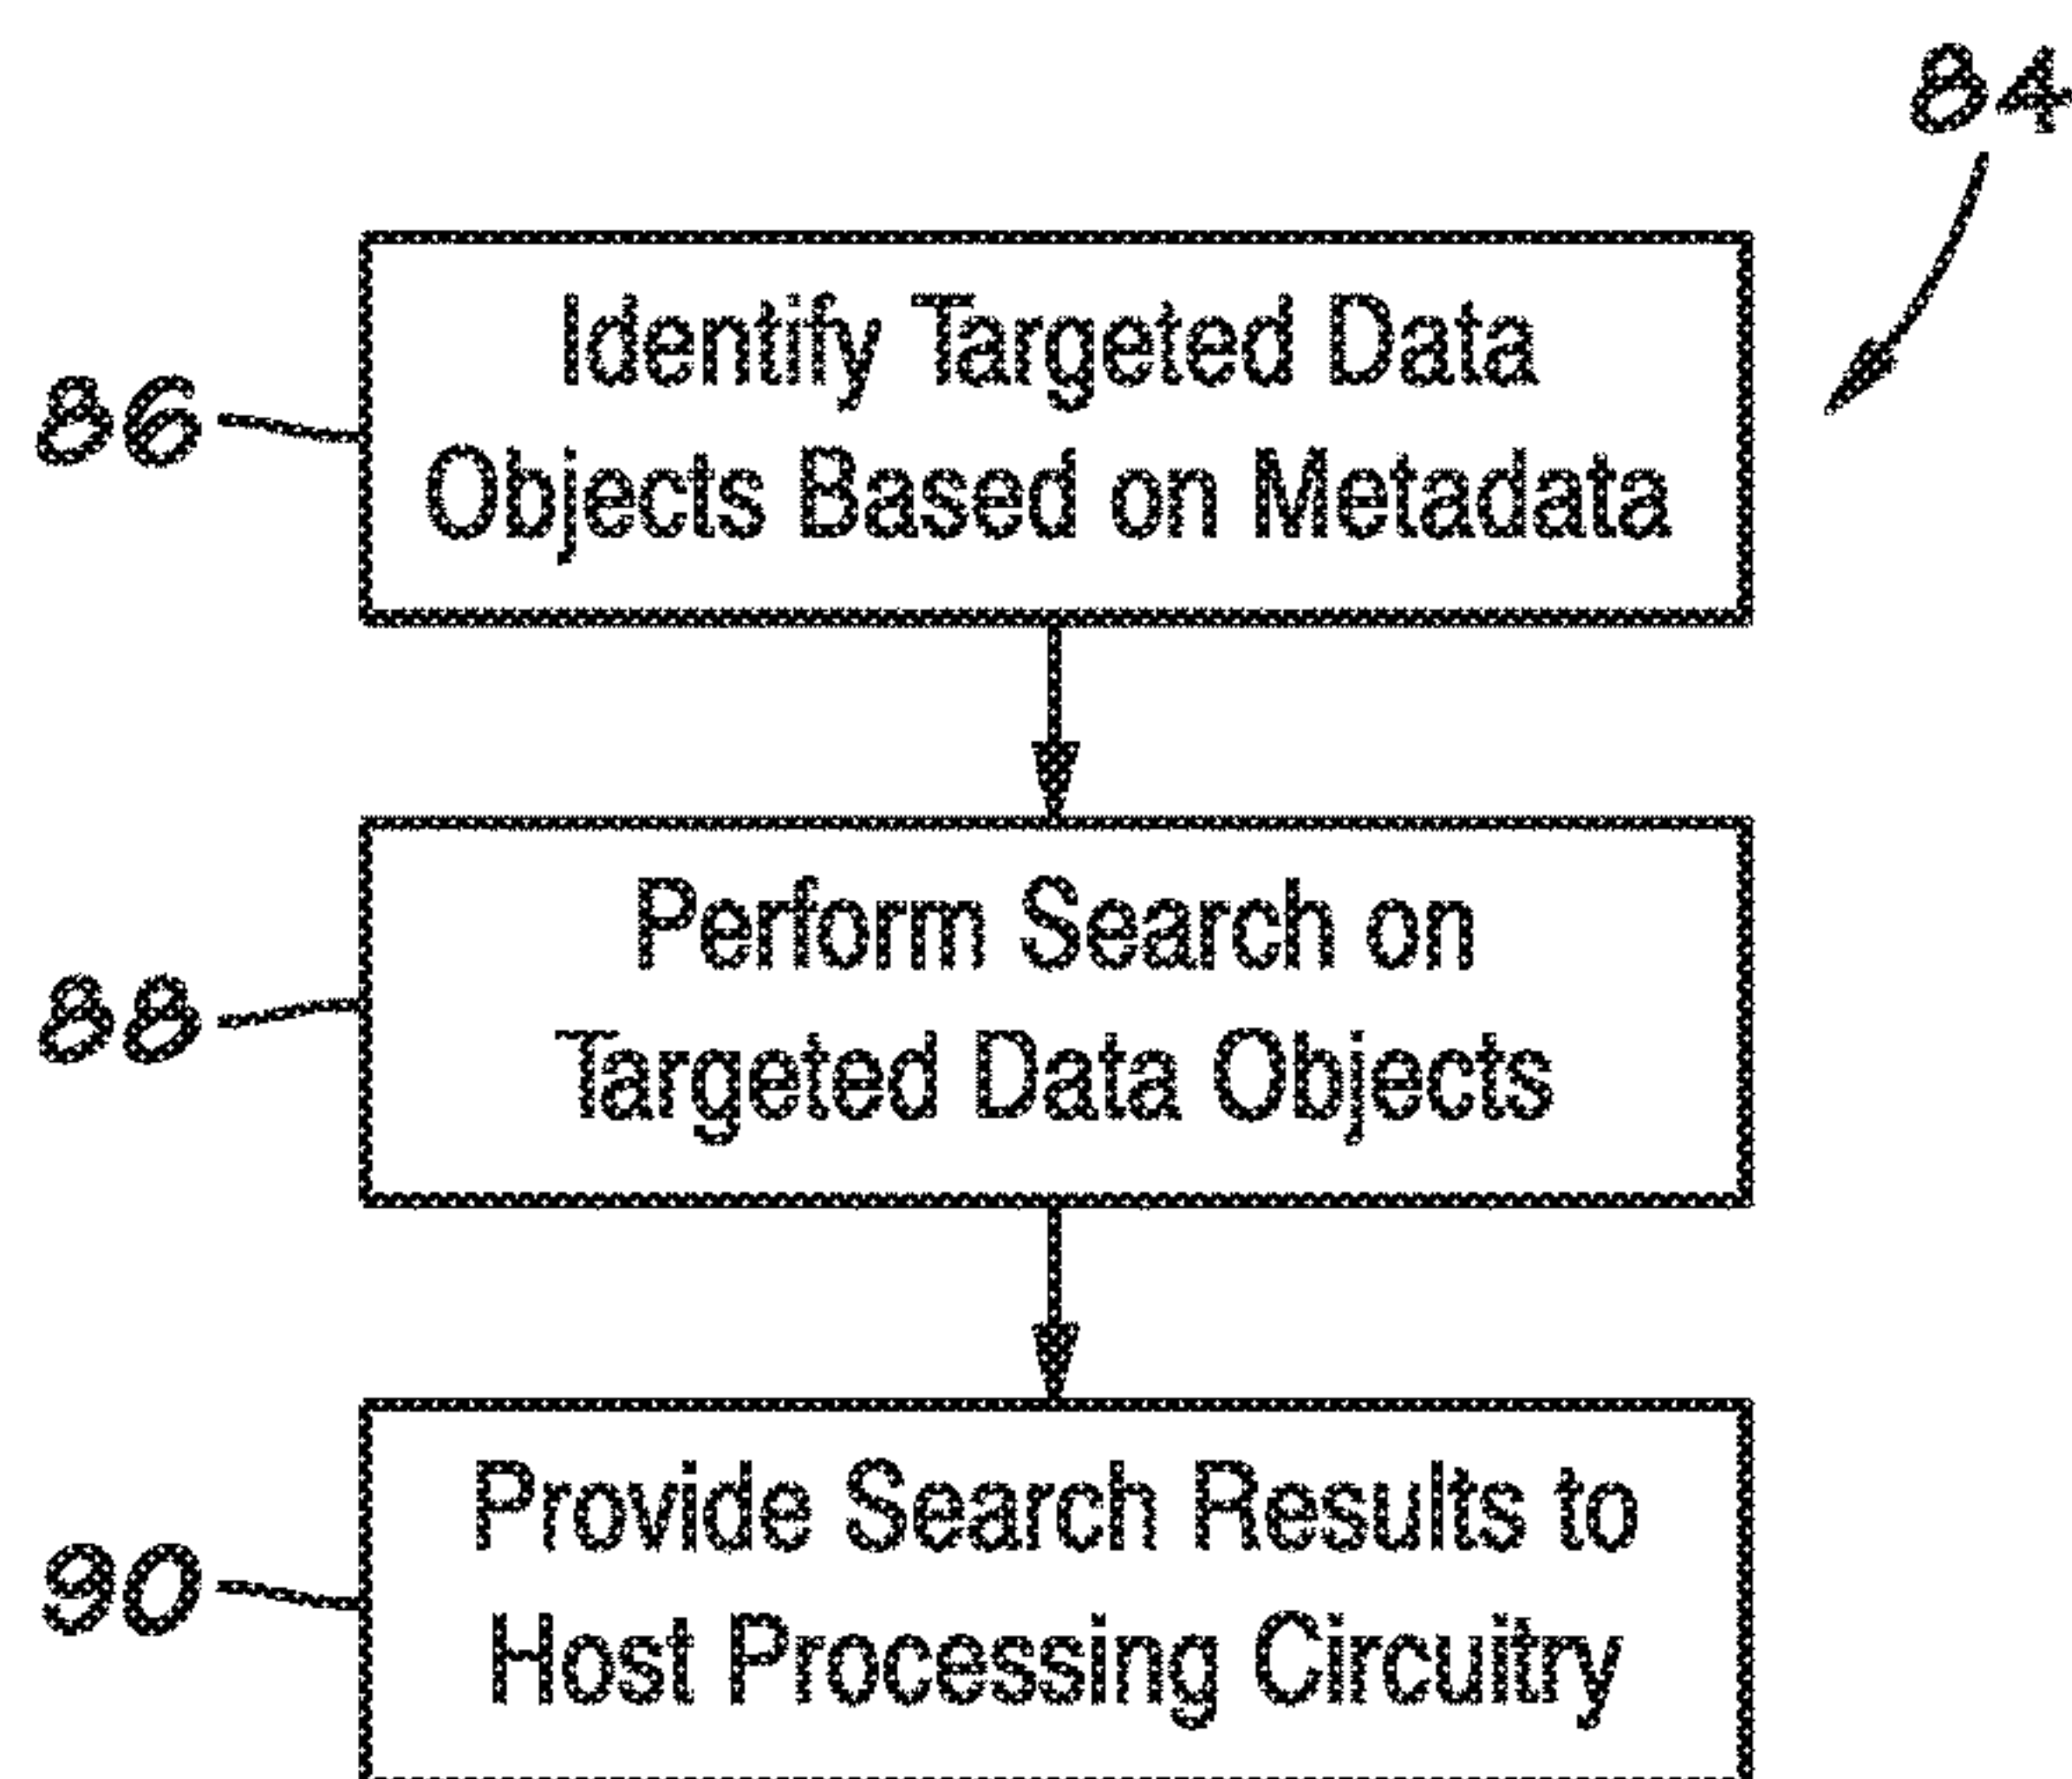 84
86
Identify Targeted Data
Objects Based on Metadata
88
Perform Search on
Targeted Data Objects
90
Provide Search Results to
Host Processing Circuitry